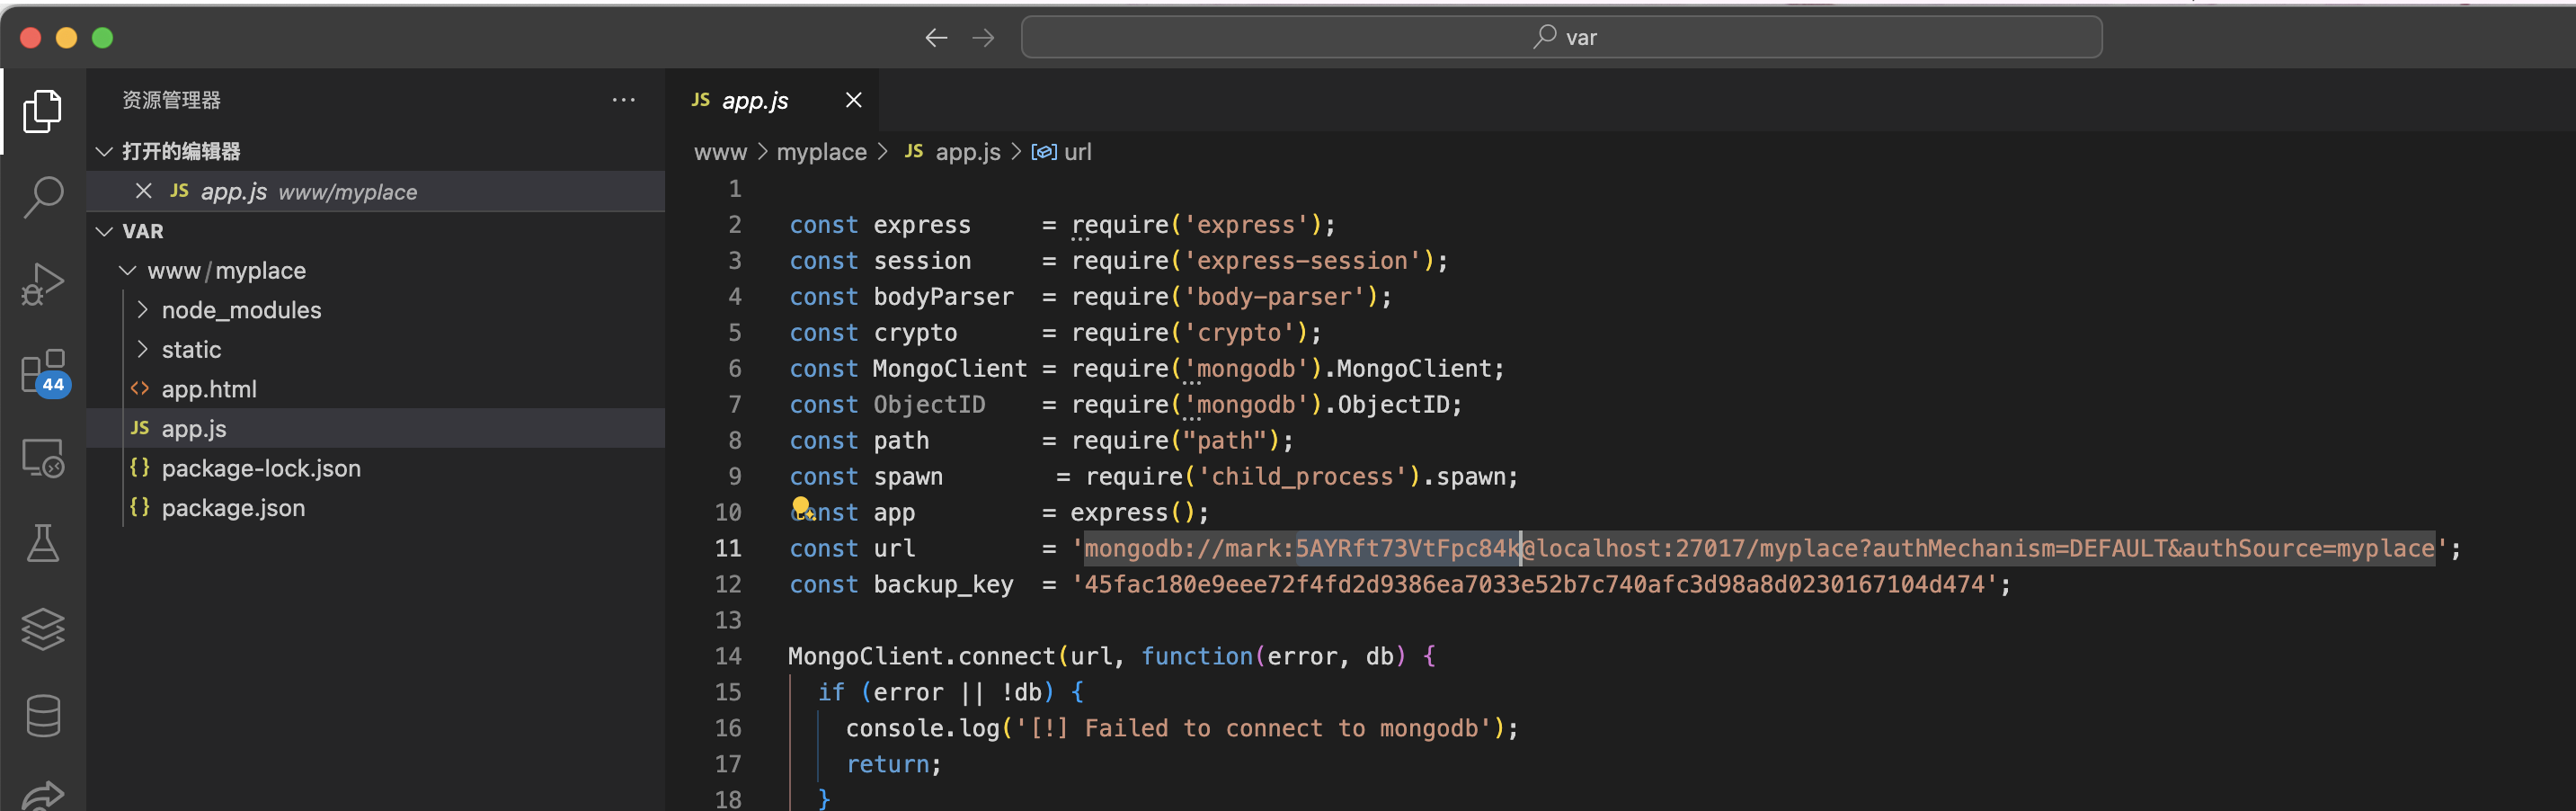 var
资源管理器
打开的编辑器
JS app.js www/myplace
VAR
www/myplace
node_modules
static
<> app.html
JS app.js
{} package-lock.json
{} package.json
44
JS app.js
www > myplace > JS app.js > url
1
2 const express     = require('express');
3 const session     = require('express-session');
4 const bodyParser  = require('body-parser');
5 const crypto      = require('crypto');
6 const MongoClient = require('mongodb').MongoClient;
7 const ObjectID    = require('mongodb').ObjectID;
8 const path        = require("path");
9 const spawn        = require('child_process').spawn;
10 const app         = express();
11 const url         = 'mongodb://mark:5AYRft73VtFpc84k@localhost:27017/myplace?authMechanism=DEFAULT&authSource=myplace';
12 const backup_key  = '45fac180e9eee72f4fd2d9386ea7033e52b7c740afc3d98a8d0230167104d474';
13
14 MongoClient.connect(url, function(error, db) {
15   if (error || !db) {
16     console.log('[!] Failed to connect to mongodb');
17     return;
18   }